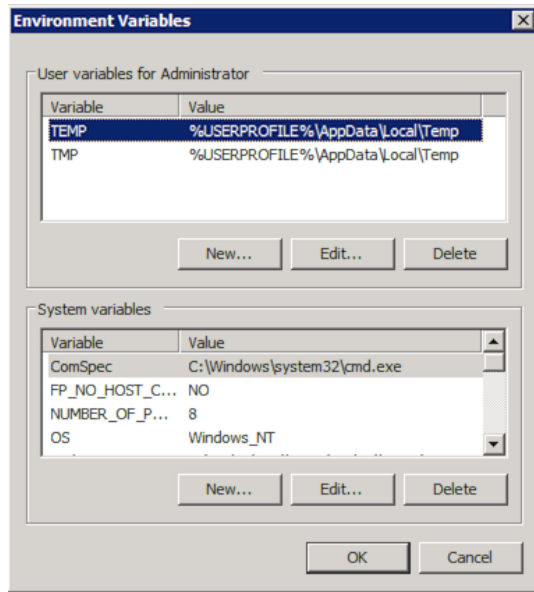 Environment Variables
User variables for Administrator
Variable Value
TEMP %USERPROFILE%\AppData\Local\Temp
TMP %USERPROFILE%\AppData\Local\Temp
New... Edit... Delete
System variables
Variable Value
ComSpec C:\Windows\system32\cmd.exe
FP_NO_HOST_C... NO
NUMBER_OF_P... 8
OS Windows_NT
New... Edit... Delete
OK Cancel